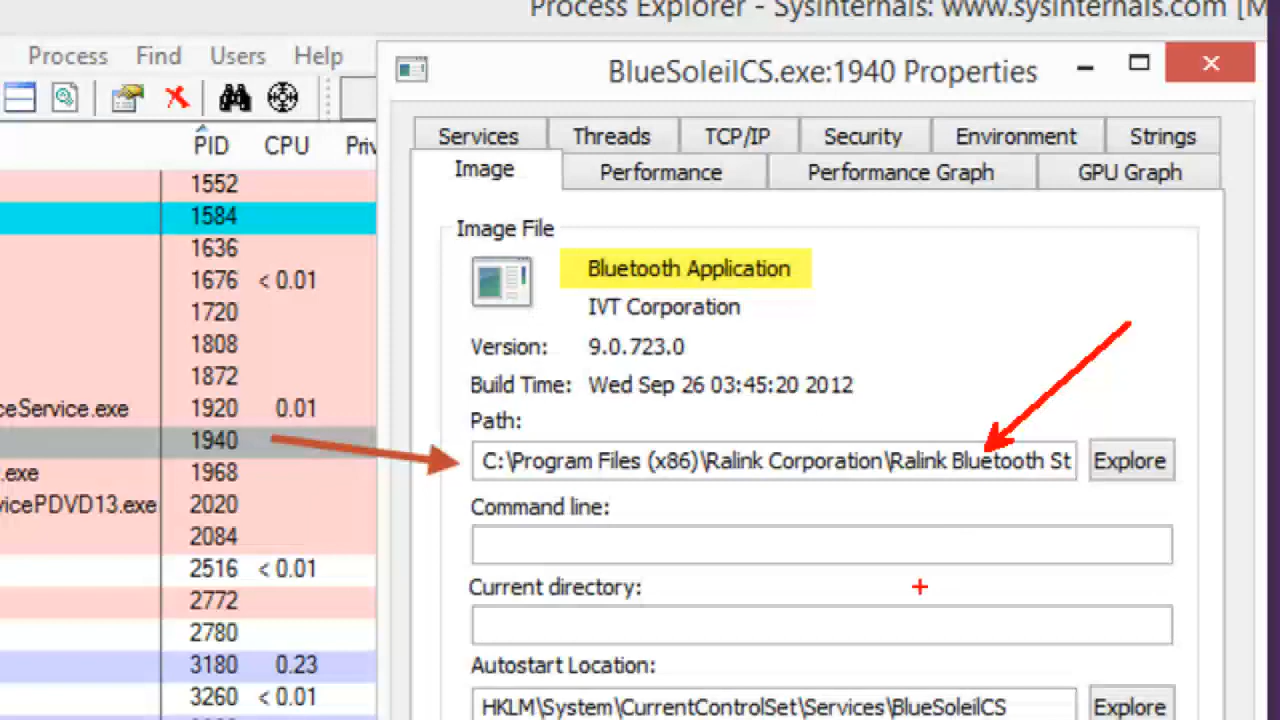 Process Explorer - Sysinternals: www.sysinternals.com [M
Process Find Users Help
PID CPU Priv
1552
1584
1636
1676 < 0.01
1720
1808
1872
ceService.exe 1920 0.01
1940
r.exe 1968
vicePDVD13.exe 2020
2084
2516 < 0.01
2772
2780
3180 0.23
3260 < 0.01
BlueSoleilCS.exe:1940 Properties
Services Threads TCP/IP Security Environment Strings
Image Performance Performance Graph GPU Graph
Image File
Bluetooth Application
IVT Corporation
Version: 9.0.723.0
Build Time: Wed Sep 26 03:45:20 2012
Path:
C:\Program Files (x86)\Ralink Corporation\Ralink Bluetooth St Explore
Command line:
Current directory:
Autostart Location:
HKLM\System\CurrentControlSet\Services\BlueSoleilCS Explore